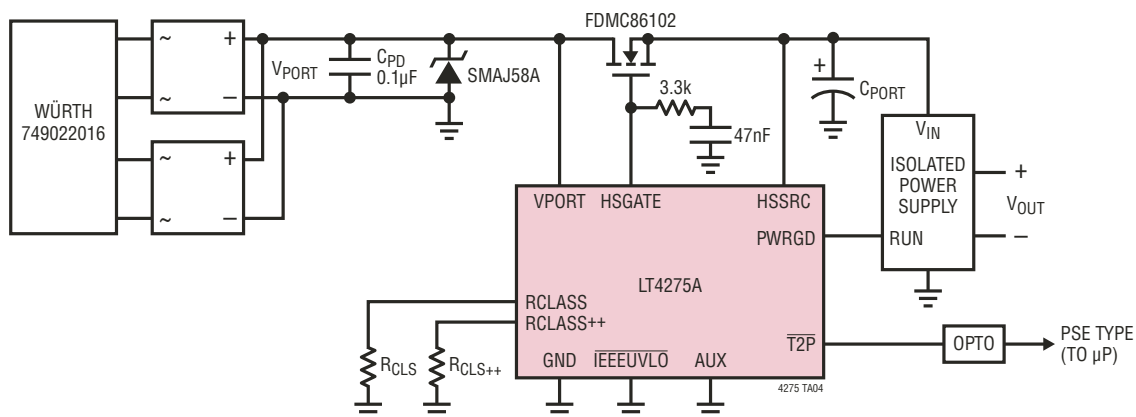 FDMC86102
WÜRTH
749022016
~
+
~
–
~
+
~
–
VPORT
CPD
0.1µF
SMAJ58A
3.3k
47nF
+
CPORT
VIN
ISOLATED
POWER
SUPPLY
RUN
+
VOUT
–
VPORT
HSGATE
HSSRC
PWRGD
LT4275A
RCLASS
RCLASS++
T2P
GND
IEEEUVLO
AUX
RCLS
RCLS++
OPTO
PSE TYPE
(TO µP)
4275 TA04